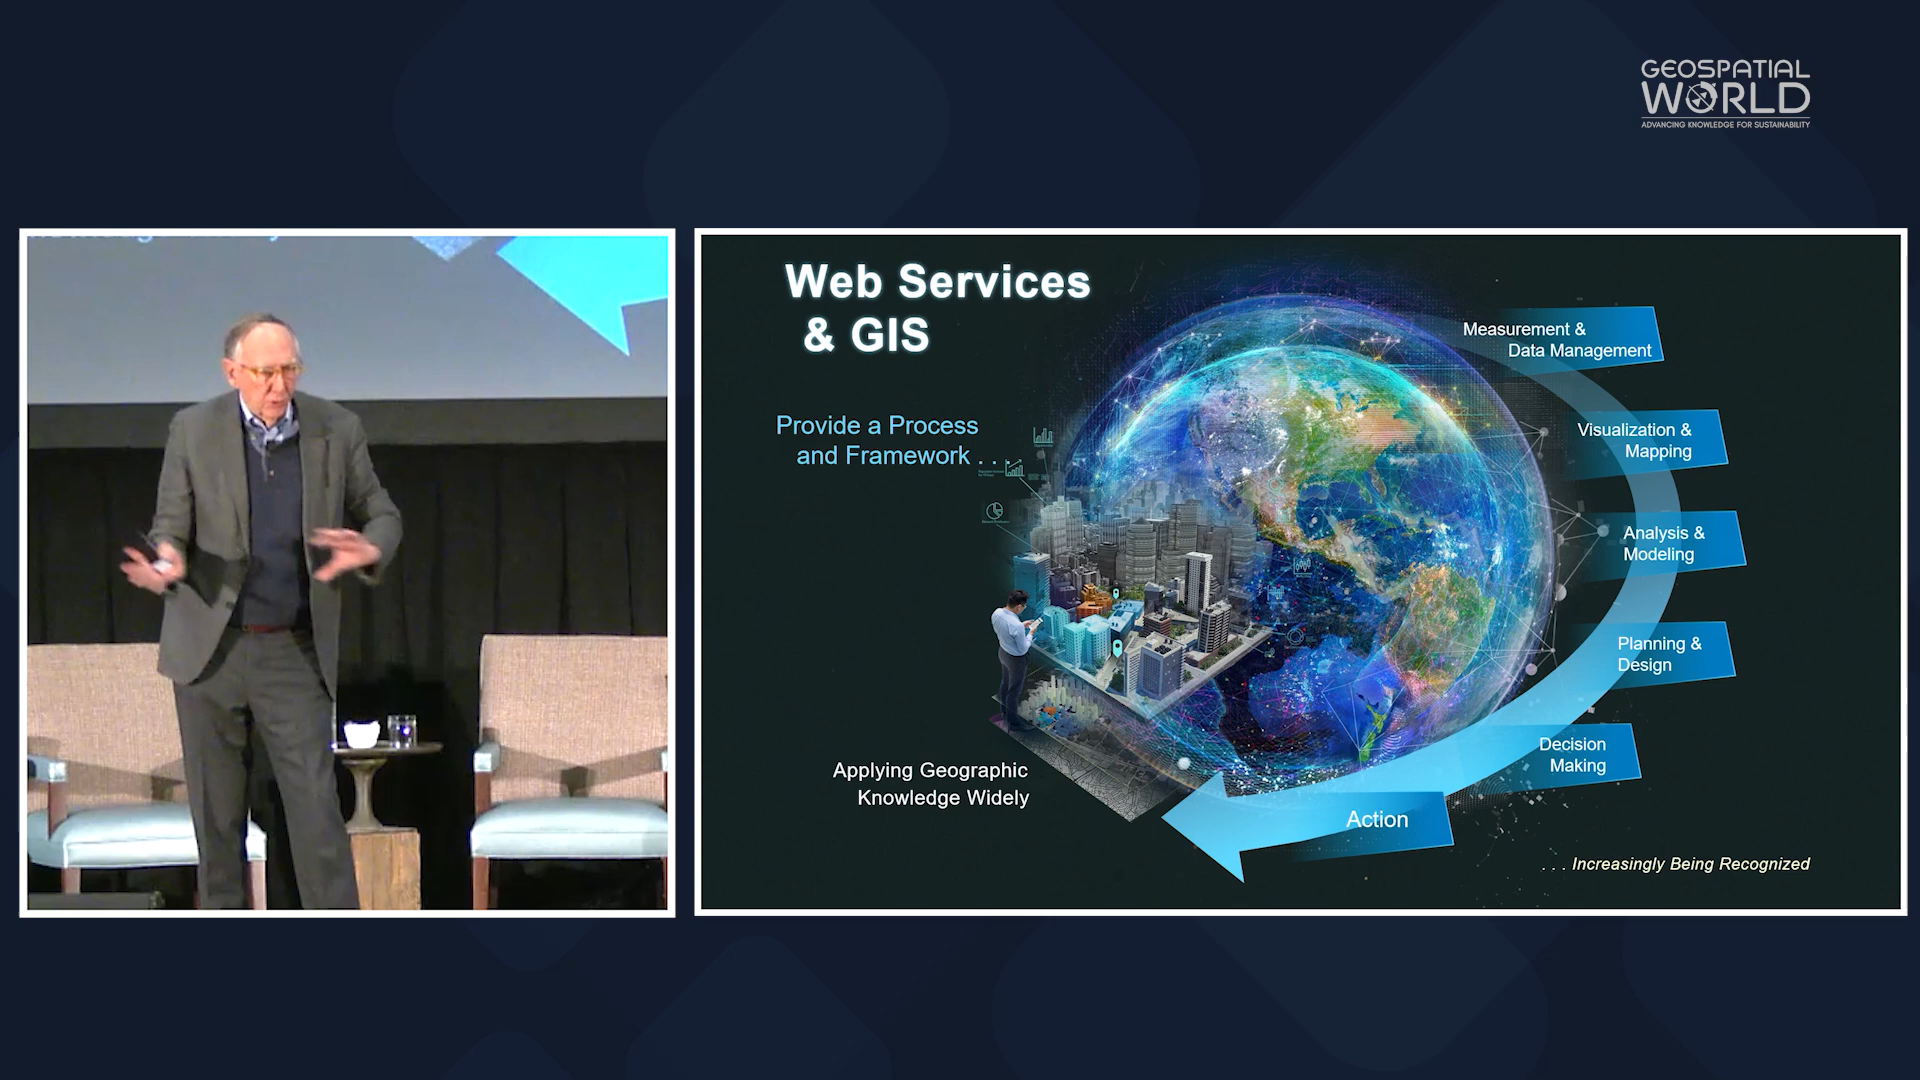 GEOSPATIAL
WORLD
ADVANCING KNOWLEDGE FOR SUSTAINABILITY
Web Services
& GIS
Provide a Process
and Framework . . .
Measurement &
Data Management
Visualization &
Mapping
Analysis &
Modeling
Planning &
Design
Decision
Making
Action
Applying Geographic
Knowledge Widely
. . . Increasingly Being Recognized